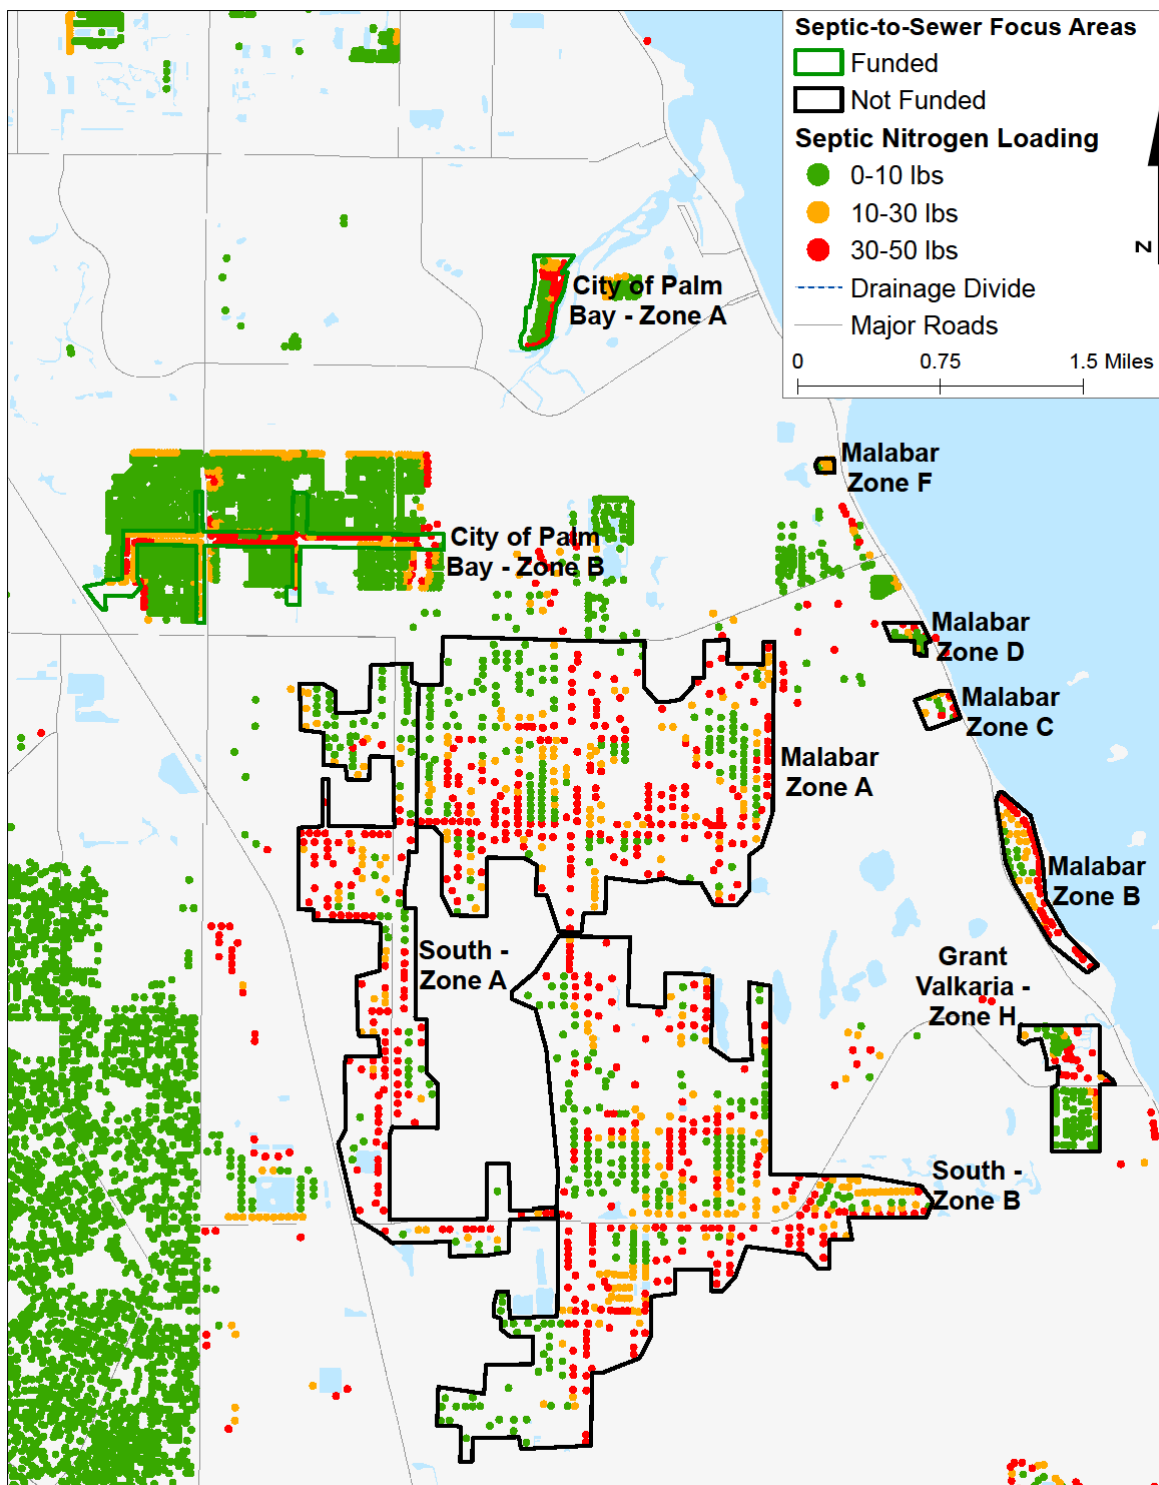 Septic-to-Sewer Focus Areas
Funded
Not Funded
Septic Nitrogen Loading
0-10 lbs
10-30 lbs
30-50 lbs
Drainage Divide
Major Roads
0 0.75 1.5 Miles
N
City of Palm
Bay - Zone A
Malabar
Zone F
City of Palm
Bay - Zone B
Malabar
Zone D
Malabar
Zone C
Malabar
Zone A
Malabar
Zone B
South -
Zone A
Grant
Valkaria -
Zone H
South -
Zone B